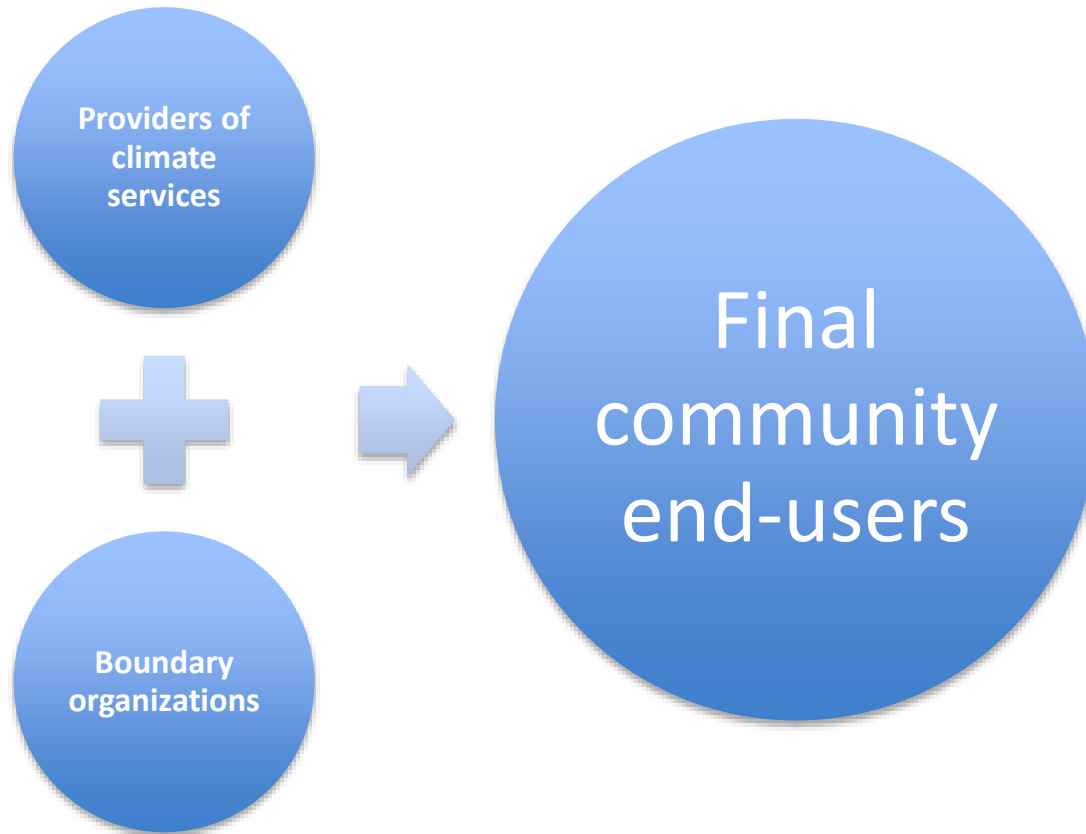 Providers of
climate
services
Boundary
organizations
Final
community
end-users